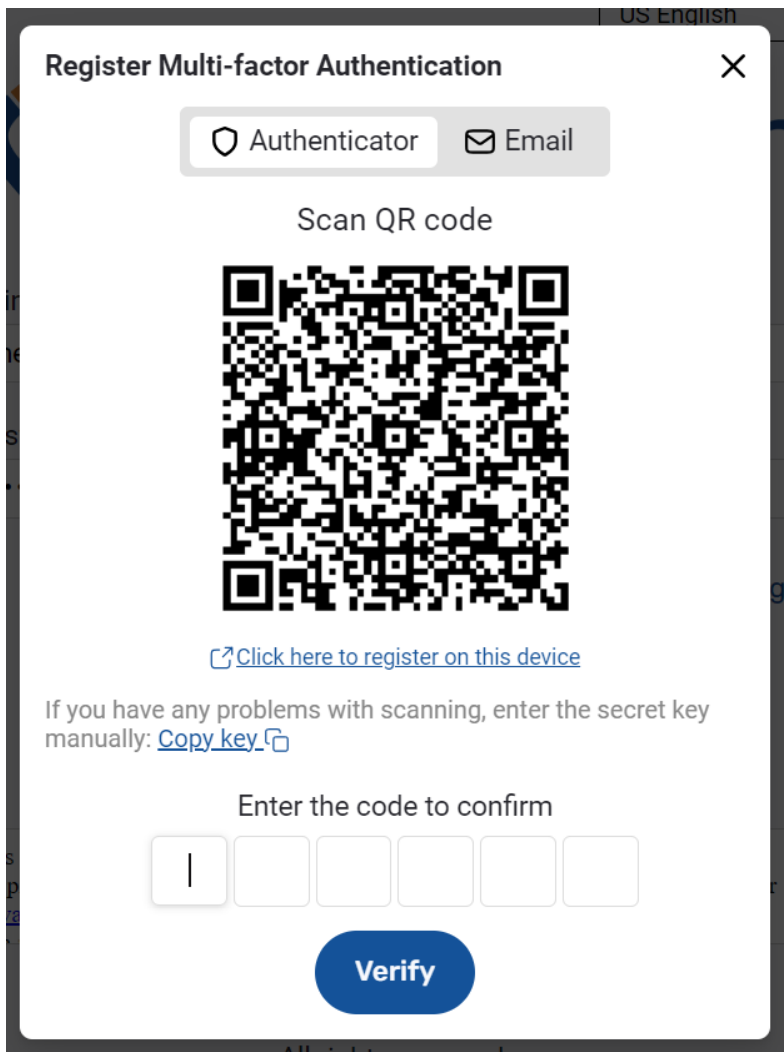 US English
Register Multi-factor Authentication
Authenticator
Email
Scan QR code
Click here to register on this device
If you have any problems with scanning, enter the secret key
manually: Copy key
Enter the code to confirm
Verify